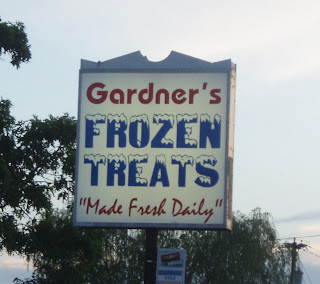 Gardner's
FROZEN
TREATS
"Made Fresh Daily"